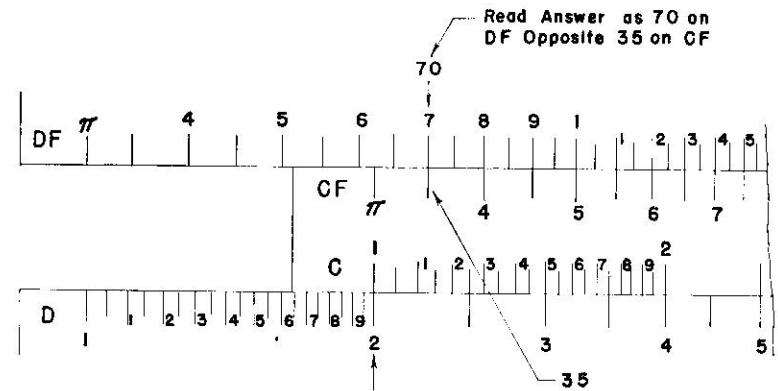 Read Answer as 70 on
DF Opposite 35 on CF
70
DF π 4 5 6 7 8 9 1 1 2 3 4 5
CF π 4 5 6 7
C 1 1 2 3 4 5 6 7 8 9 2
D 1 1 2 3 4 5 6 7 8 9 2 3 4 5
35